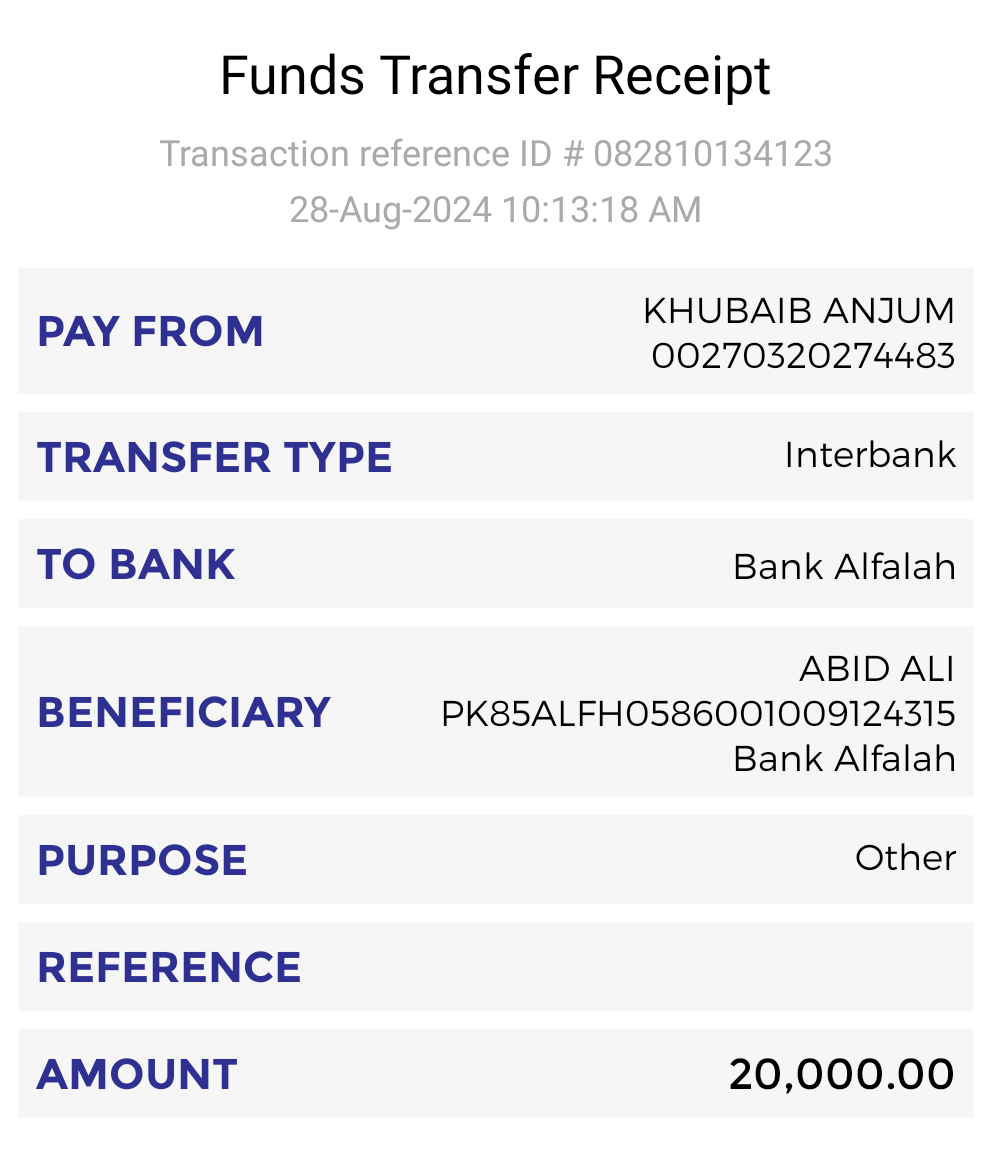 Funds Transfer Receipt
Transaction reference ID # 082810134123
28-Aug-2024 10:13:18 AM
PAY FROM
KHUBAIB ANJUM
00270320274483
TRANSFER TYPE
Interbank
TO BANK
Bank Alfalah
BENEFICIARY
ABID ALI
PK85ALFH0586001009124315
Bank Alfalah
PURPOSE
Other
REFERENCE
AMOUNT
20,000.00